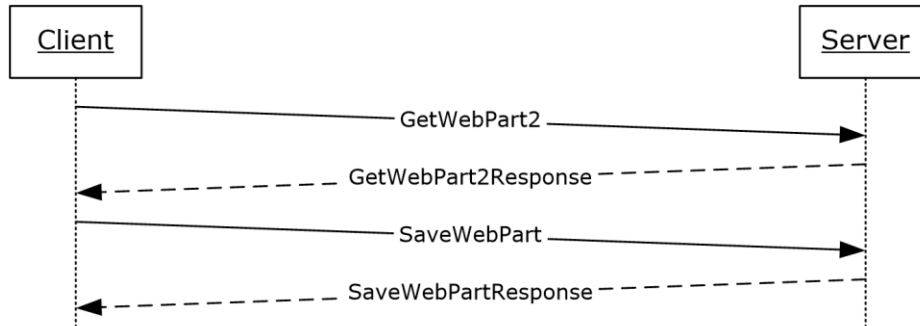 Client
Server
GetWebPart2
GetWebPart2Response
SaveWebPart
SaveWebPartResponse